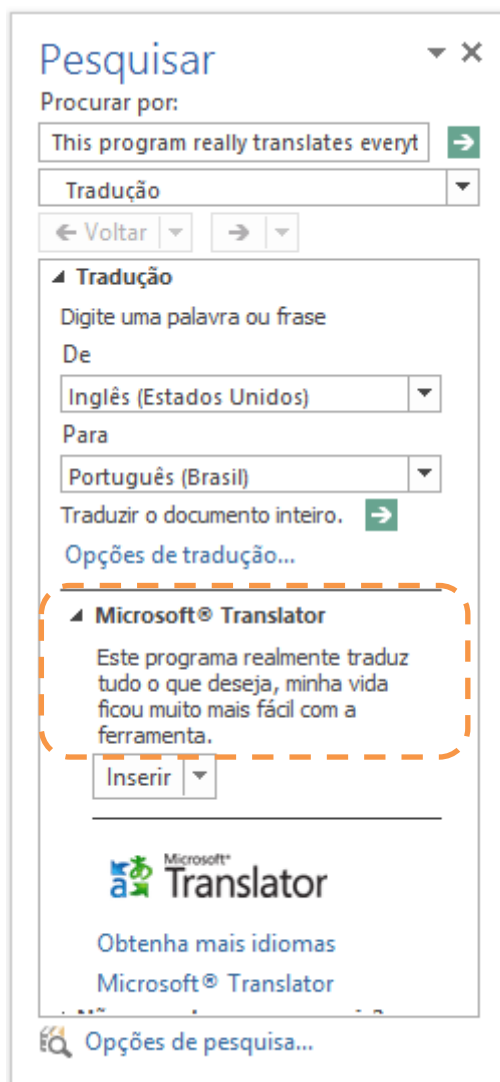 Pesquisar
Procurar por:
This program really translates everyt
Tradução
Voltar
Tradução
Digite uma palavra ou frase
De
Inglês (Estados Unidos)
Para
Português (Brasil)
Traduzir o documento inteiro.
Opções de tradução...
Microsoft® Translator
Este programa realmente traduz
tudo o que deseja, minha vida
ficou muito mais fácil com a
ferramenta.
Inserir
Microsoft®
Translator
Obtenha mais idiomas
Microsoft® Translator
Opções de pesquisa...